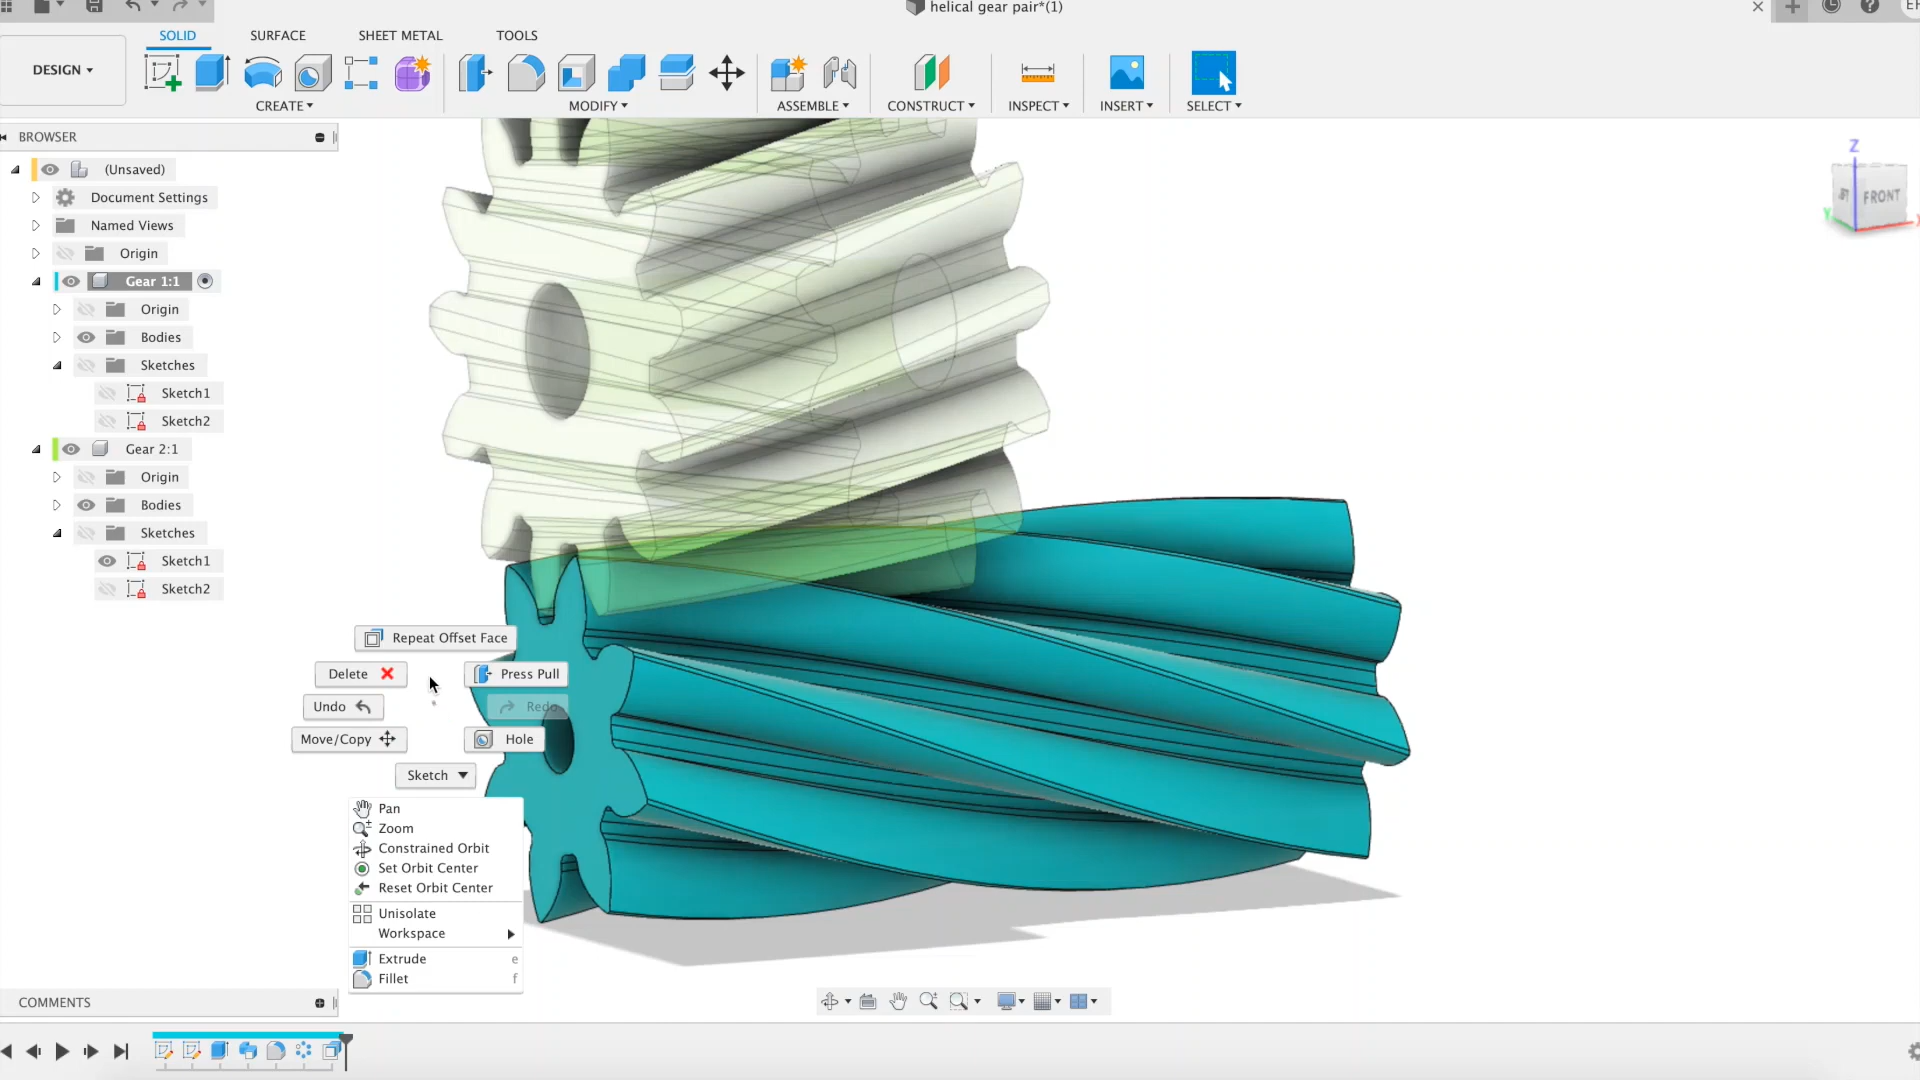 helical gear pair*(1)
SOLID
SURFACE
SHEET METAL
TOOLS
DESIGN
CREATE
MODIFY
ASSEMBLE
CONSTRUCT
INSPECT
INSERT
SELECT
BROWSER
(Unsaved)
Document Settings
Named Views
Origin
Gear 1:1
Origin
Bodies
Sketches
Sketch1
Sketch2
Gear 2:1
Origin
Bodies
Sketches
Sketch1
Sketch2
Z
FRONT
Y
Repeat Offset Face
Delete
Press Pull
Undo
Redo
Move/Copy
Hole
Sketch
Pan
Zoom
Constrained Orbit
Set Orbit Center
Reset Orbit Center
Unisolate
Workspace
Extrude e
Fillet f
COMMENTS